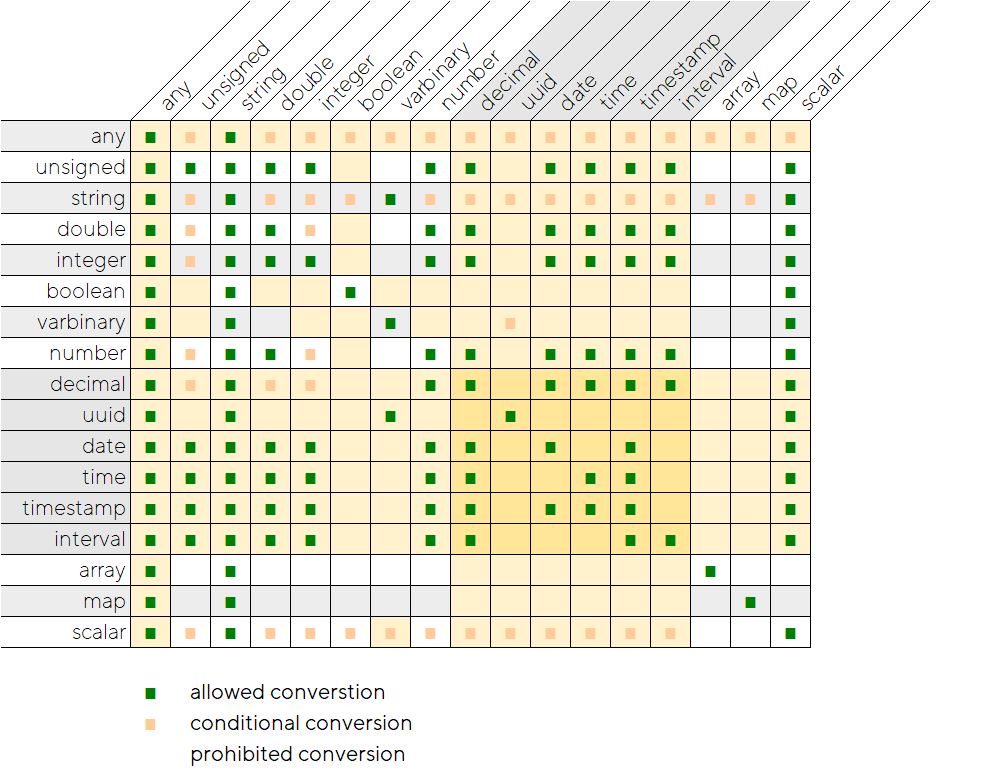 any
unsigned
string
double
integer
boolean
varbinary
number
decimal
uuid
date
time
timestamp
interval
array
map
scalar
any
unsigned
string
double
integer
boolean
varbinary
number
decimal
uuid
date
time
timestamp
interval
array
map
scalar
allowed converstion
conditional conversion
prohibited conversion